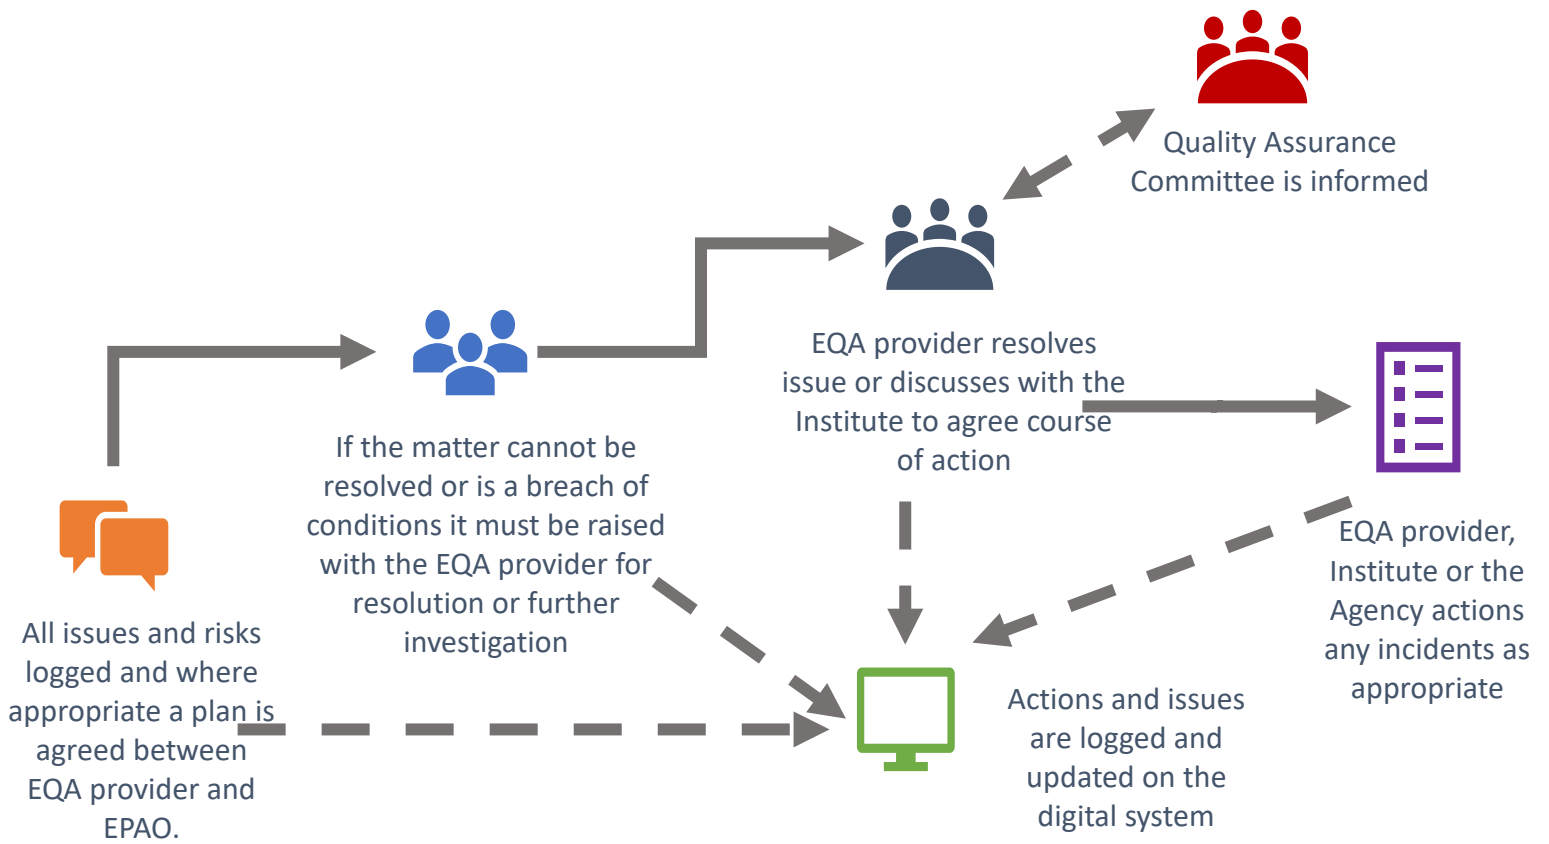 Quality Assurance
Committee is informed
EQA provider resolves
issue or discusses with the
Institute to agree course
of action
If the matter cannot be
resolved or is a breach of
conditions it must be raised
with the EQA provider for
resolution or further
investigation
EQA provider,
Institute or the
Agency actions
any incidents as
appropriate
All issues and risks
logged and where
appropriate a plan is
agreed between
EQA provider and
EPAO.
Actions and issues
are logged and
updated on the
digital system